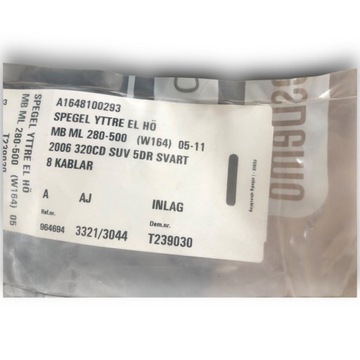 A1648100293
SPEGEL YTTRE EL HÖ
MB ML 280-500 (W164) 05-11
2006 320CD SUV 5DR SVART
8 KABLAR
A AJ INLAG
Ref.nr. Dem.nr.
964694 3321/3044 T239030
SPEGEL YTTRE EL HÖ
MB ML 280-500 (W164) 05
T239030